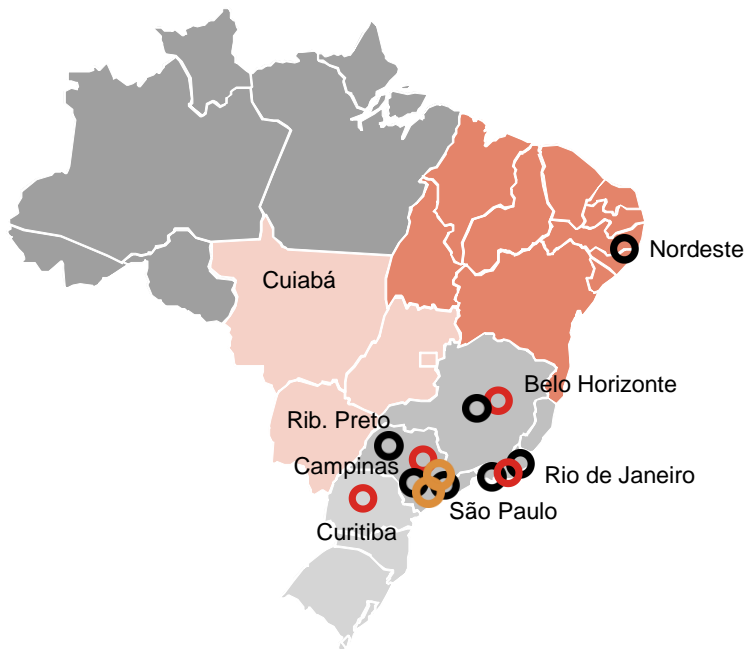 Nordeste
Cuiabá
Belo Horizonte
Rib. Preto
Campinas
Rio de Janeiro
São Paulo
Curitiba